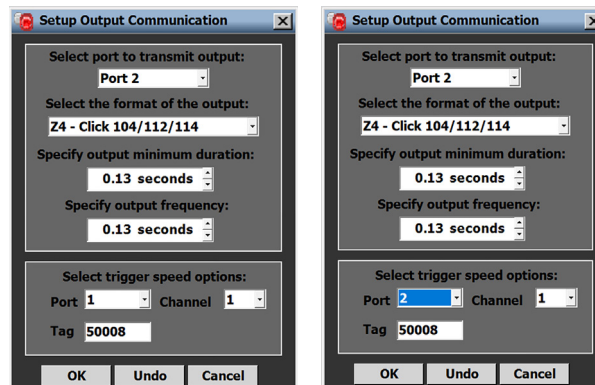 Setup Output Communication
Select port to transmit output:
Port 2
Select the format of the output:
Z4 - Click 104/112/114
Specify output minimum duration:
0.13 seconds
Specify output frequency:
0.13 seconds
Select trigger speed options:
Port 1 Channel 1
Tag 50008
OK Undo Cancel
Setup Output Communication
Select port to transmit output:
Port 2
Select the format of the output:
Z4 - Click 104/112/114
Specify output minimum duration:
0.13 seconds
Specify output frequency:
0.13 seconds
Select trigger speed options:
Port 2 Channel 1
Tag 50008
OK Undo Cancel